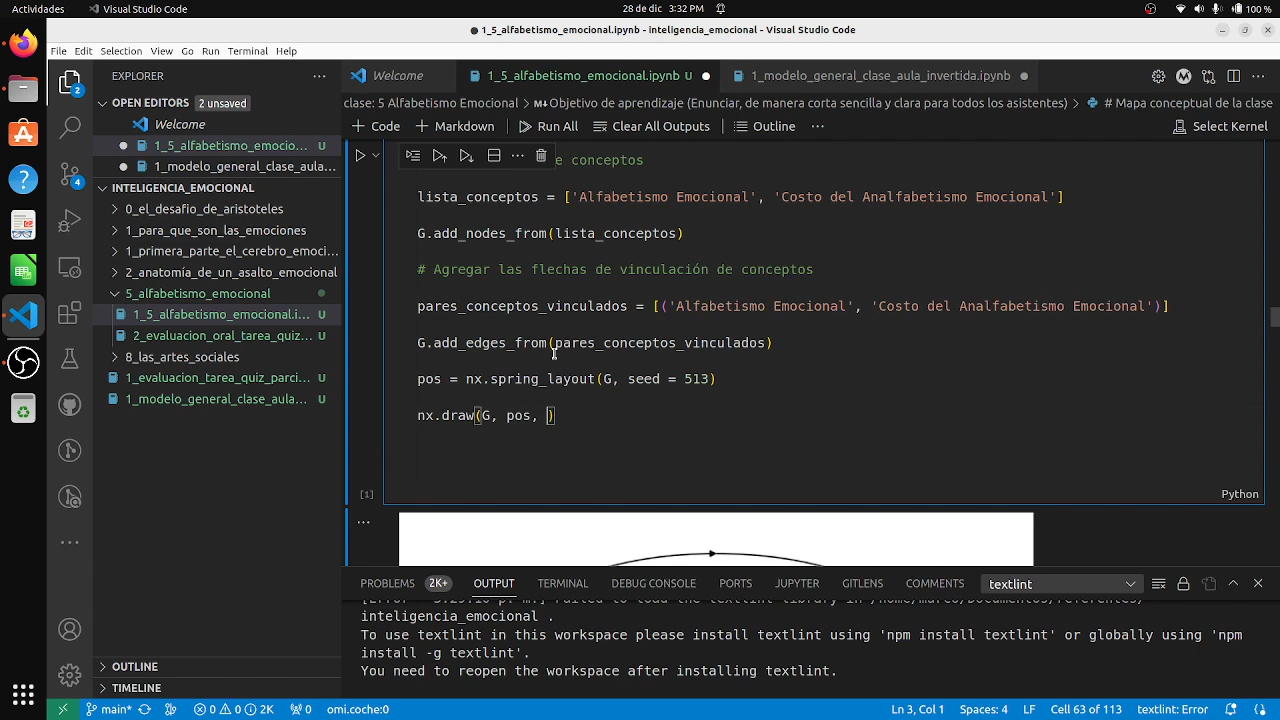 Actividades
Visual Studio Code
28 de dic 3:32 PM
100 %
1_5_alfabetismo_emocional.ipynb - inteligencia_emocional - Visual Studio Code
File Edit Selection View Go Run Terminal Help
EXPLORER
OPEN EDITORS 2 unsaved
Welcome
1_5_alfabetismo_emocio... U
1_modelo_general_clase_aula...
INTELIGENCIA_EMOCIONAL
0_el_desafio_de_aristoteles
1_para_que_son_las_emociones
1_primera_parte_el_cerebro_emoci...
2_anatomía_de_un_asalto_emocional
5_alfabetismo_emocional
1_5_alfabetismo_emocional.i... U
2_evaluacion_oral_tarea_quiz... U
8_las_artes_sociales
1_evaluacion_tarea_quiz_parci... U
1_modelo_general_clase_aula... U
OUTLINE
TIMELINE
2
4
Welcome
1_5_alfabetismo_emocional.ipynb U
1_modelo_general_clase_aula_invertida.ipynb
clase: 5 Alfabetismo Emocional > Objetivo de aprendizaje (Enunciar, de manera corta sencilla y clara para todos los asistentes) > # Mapa conceptual de la clase
+ Code + Markdown Run All Clear All Outputs Outline ... Select Kernel
e conceptos
lista_conceptos = ['Alfabetismo Emocional', 'Costo del Analfabetismo Emocional']
G.add_nodes_from(lista_conceptos)
# Agregar las flechas de vinculación de conceptos
pares_conceptos_vinculados = [('Alfabetismo Emocional', 'Costo del Analfabetismo Emocional')]
G.add_edges_from(pares_conceptos_vinculados)
pos = nx.spring_layout(G, seed = 513)
nx.draw(G, pos, )
[1]
Python
PROBLEMS 2K+ OUTPUT TERMINAL DEBUG CONSOLE PORTS JUPYTER GITLENS COMMENTS textlint
inteligencia_emocional .
To use textlint in this workspace please install textlint using 'npm install textlint' or globally using 'npm
install -g textlint'.
You need to reopen the workspace after installing textlint.
main* 0 0 2K 0 omi.coche:0 Ln 3, Col 1 Spaces: 4 LF Cell 63 of 113 textlint: Error